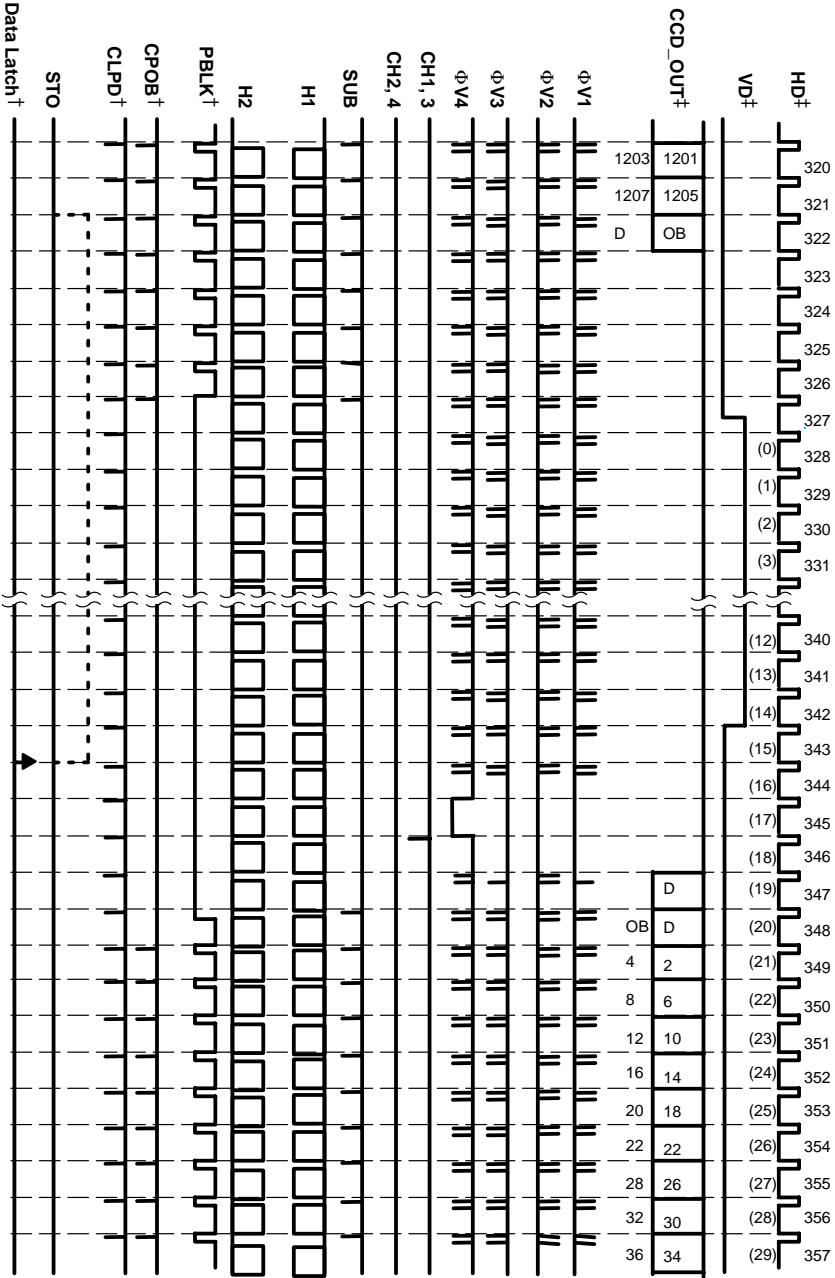 Data Latch†
STO
CLPD†
CPOB†
PBLK†
H2
H1
SUB
CH2, 4
CH1, 3
ΦV4
ΦV3
ΦV2
ΦV1
CCD_OUT‡
VD‡
HD‡
1203 1201 320
1207 1205 321
D OB 322
323
324
325
326
327
(0) 328
(1) 329
(2) 330
(3) 331
(12) 340
(13) 341
(14) 342
(15) 343
(16) 344
(17) 345
(18) 346
D (19) 347
OB D (20) 348
4 2 (21) 349
8 6 (22) 350
12 10 (23) 351
16 14 (24) 352
20 18 (25) 353
22 22 (26) 354
28 26 (27) 355
32 30 (28) 356
36 34 (29) 357